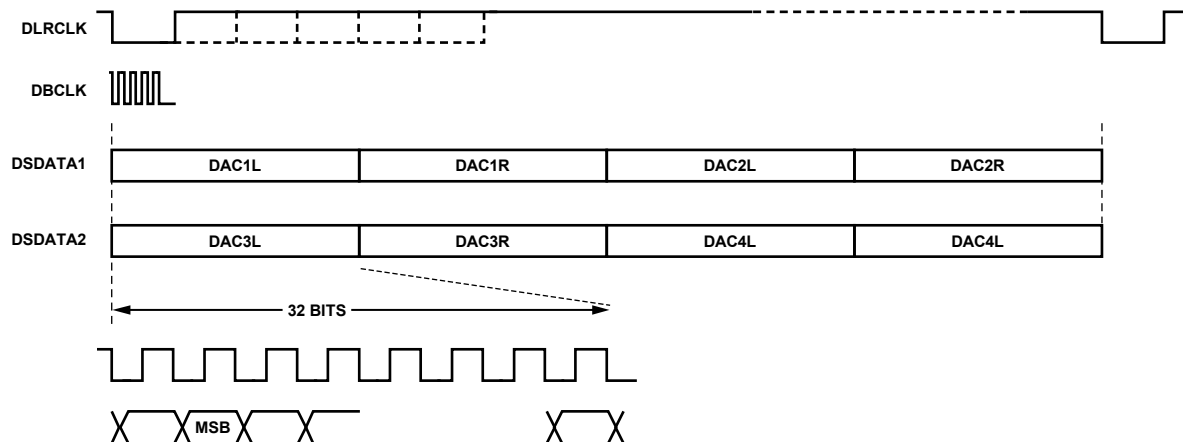 DLRCLK
DBCLK
DSDATA1 DAC1L DAC1R DAC2L DAC2R
DSDATA2 DAC3L DAC3R DAC4L DAC4L
32 BITS
MSB